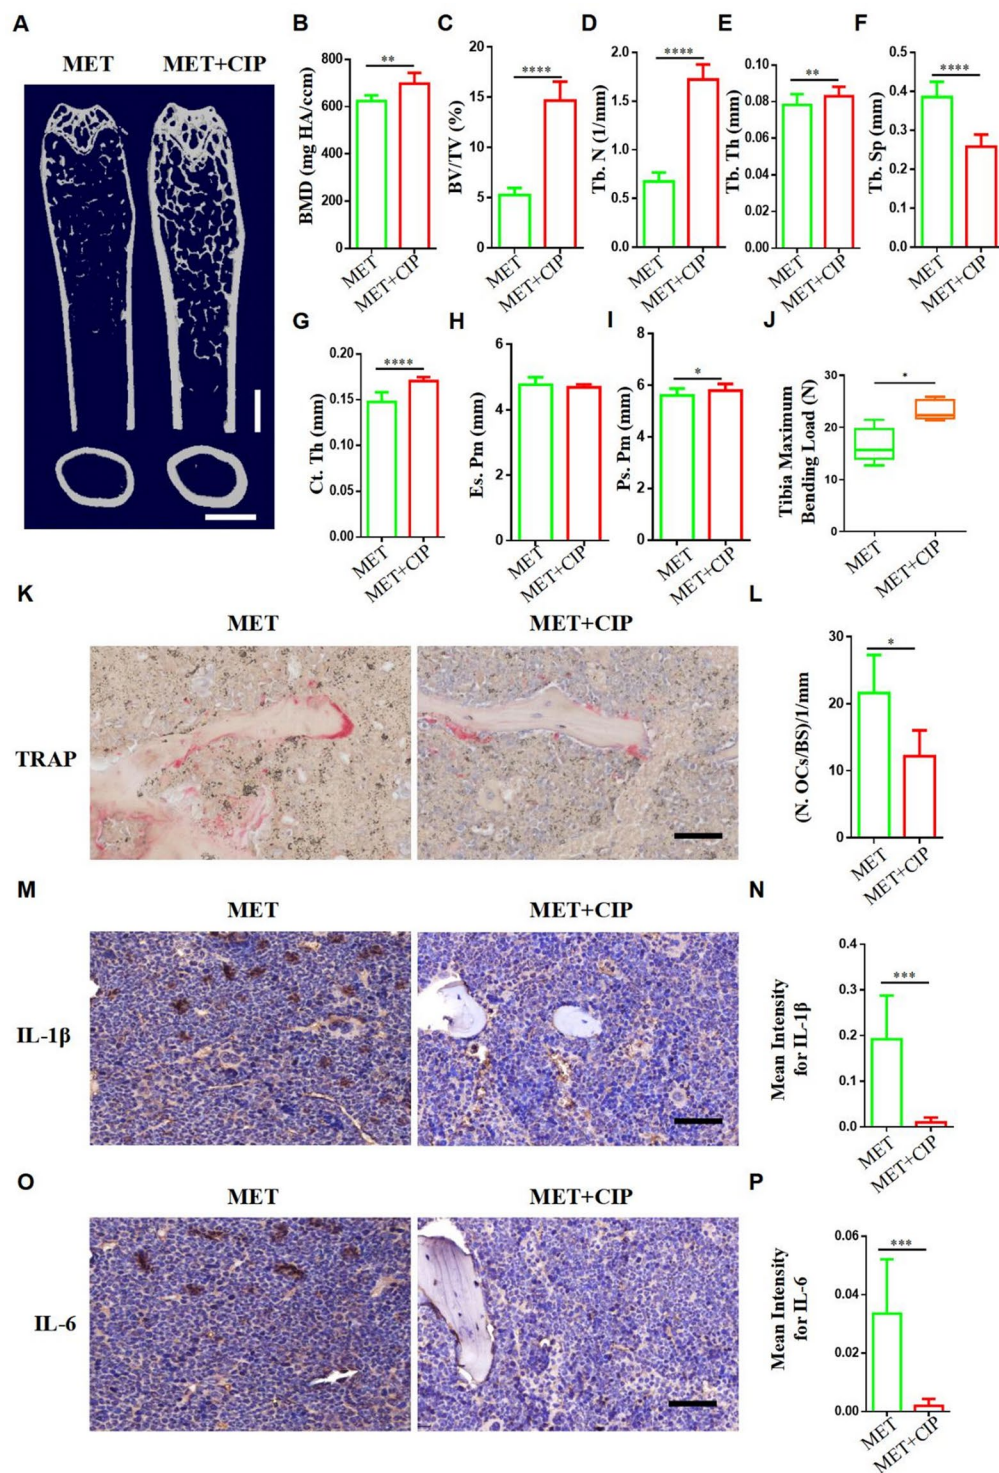 A
MET MET+CIP
B
**
BMD (mg HA/ccm)
800
600
400
200
0
MET
MET+CIP
C
****
BV/TV (%)
20
15
10
5
0
MET
MET+CIP
D
****
Tb. N (1/mm)
2.0
1.5
1.0
0.5
0.0
MET
MET+CIP
E
**
Tb. Th (mm)
0.10
0.08
0.06
0.04
0.02
0.00
MET
MET+CIP
F
****
Tb. Sp (mm)
0.5
0.4
0.3
0.2
0.1
0.0
MET
MET+CIP
G
****
Ct. Th (mm)
0.20
0.15
0.10
0.05
0.00
MET
MET+CIP
H
Es. Pm (mm)
6
4
2
0
MET
MET+CIP
I
*
Ps. Pm (mm)
8
6
4
2
0
MET
MET+CIP
J
*
Tibia Maximum
Bending Load (N)
30
20
10
0
MET
MET+CIP
K
MET MET+CIP
TRAP
L
*
(N. OCs/BS)/1/mm
30
20
10
0
MET
MET+CIP
M
MET MET+CIP
IL-1β
N
***
Mean Intensity
for IL-1β
0.4
0.3
0.2
0.1
0.0
MET
MET+CIP
O
MET MET+CIP
IL-6
P
***
Mean Intensity
for IL-6
0.06
0.04
0.02
0.00
MET
MET+CIP